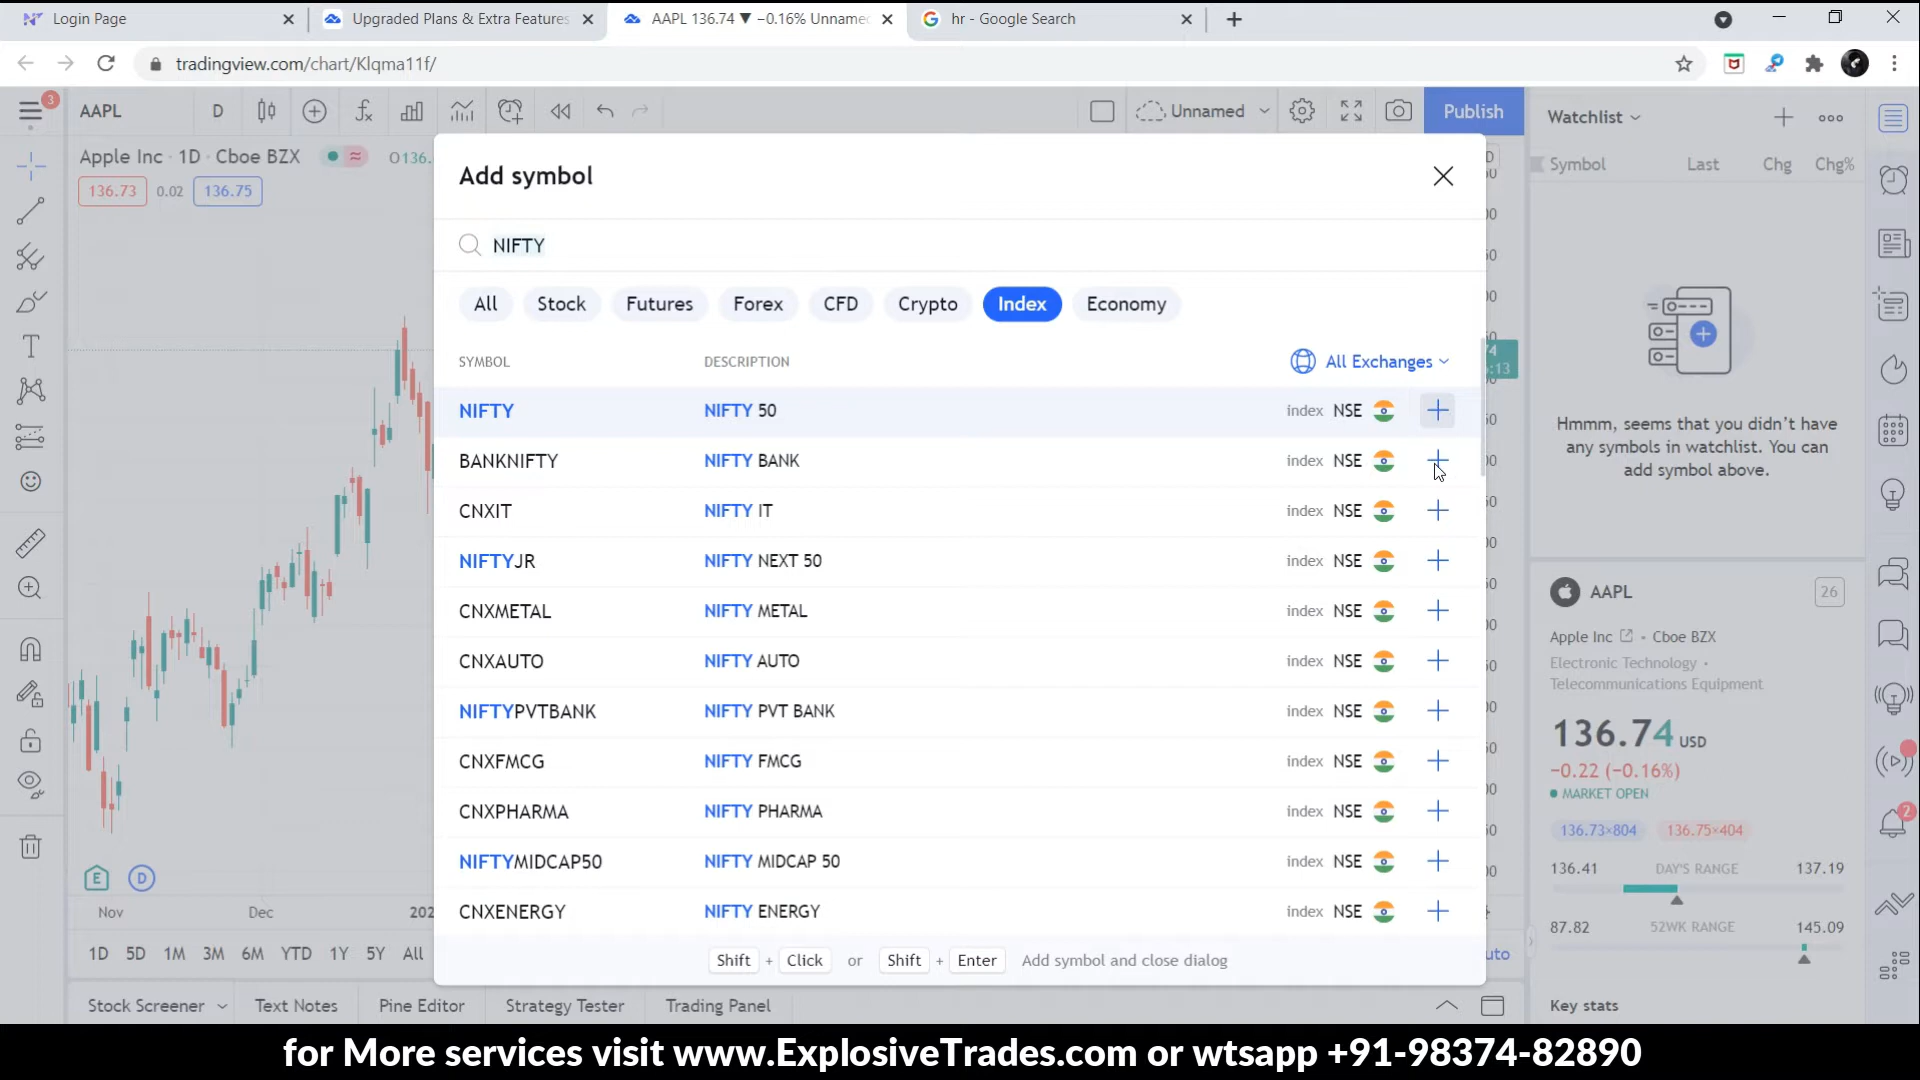 Login Page
Upgraded Plans & Extra Features
AAPL 136.74 ▼ −0.16% Unname
hr - Google Search
tradingview.com/chart/Klqma11f/
3
AAPL
D
Unnamed
Publish
Watchlist
Apple Inc · 1D · Cboe BZX
O136.
136.73
0.02
136.75
Symbol
Last
Chg
Chg%
Add symbol
NIFTY
All
Stock
Futures
Forex
CFD
Crypto
Index
Economy
SYMBOL
DESCRIPTION
All Exchanges
NIFTY NIFTY 50 index NSE
BANKNIFTY NIFTY BANK index NSE
CNXIT NIFTY IT index NSE
NIFTYJR NIFTY NEXT 50 index NSE
CNXMETAL NIFTY METAL index NSE
CNXAUTO NIFTY AUTO index NSE
NIFTYPVTBANK NIFTY PVT BANK index NSE
CNXFMCG NIFTY FMCG index NSE
CNXPHARMA NIFTY PHARMA index NSE
NIFTYMIDCAP50 NIFTY MIDCAP 50 index NSE
CNXENERGY NIFTY ENERGY index NSE
Shift + Click or Shift + Enter Add symbol and close dialog
Hmmm, seems that you didn't have
any symbols in watchlist. You can
add symbol above.
AAPL
26
Apple Inc · Cboe BZX
Electronic Technology ·
Telecommunications Equipment
136.74 USD
−0.22 (−0.16%)
MARKET OPEN
136.73×804
136.75×404
136.41 DAY'S RANGE 137.19
87.82 52WK RANGE 145.09
Key stats
2
E
D
Nov
Dec
202
1D 5D 1M 3M 6M YTD 1Y 5Y All
uto
Stock Screener
Text Notes
Pine Editor
Strategy Tester
Trading Panel
for More services visit www.ExplosiveTrades.com or wtsapp +91-98374-82890